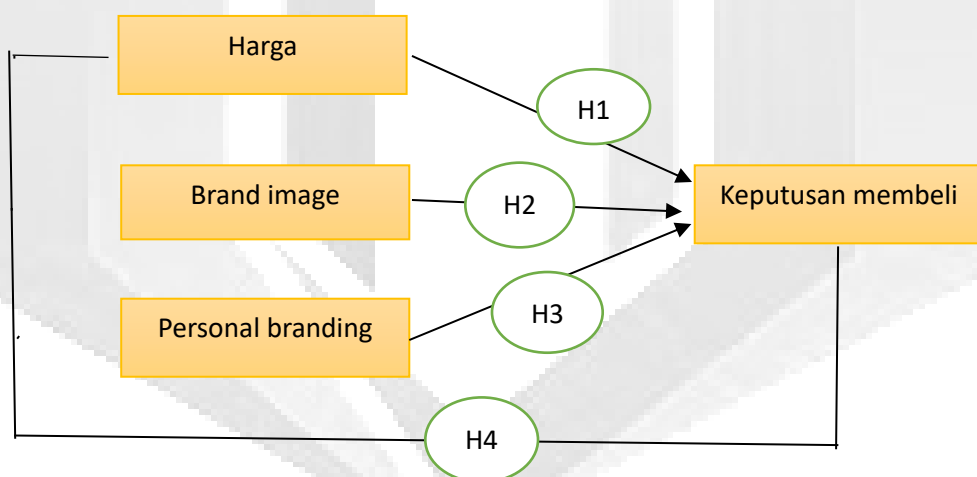 Harga
H1
Brand image
H2
Keputusan membeli
Personal branding
H3
H4